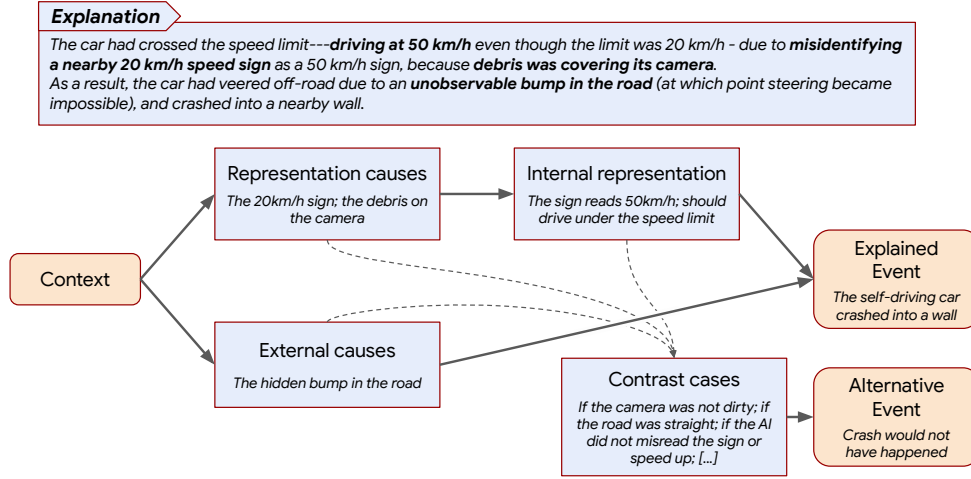 Explanation
The car had crossed the speed limit---driving at 50 km/h even though the limit was 20 km/h - due to misidentifying
a nearby 20 km/h speed sign as a 50 km/h sign, because debris was covering its camera.
As a result, the car had veered off-road due to an unobservable bump in the road (at which point steering became
impossible), and crashed into a nearby wall.
Representation causes
The 20km/h sign; the debris on
the camera
Internal representation
The sign reads 50km/h; should
drive under the speed limit
Context
Explained
Event
The self-driving car
crashed into a wall
External causes
The hidden bump in the road
Contrast cases
If the camera was not dirty; if
the road was straight; if the AI
did not misread the sign or
speed up; [...]
Alternative
Event
Crash would not
have happened